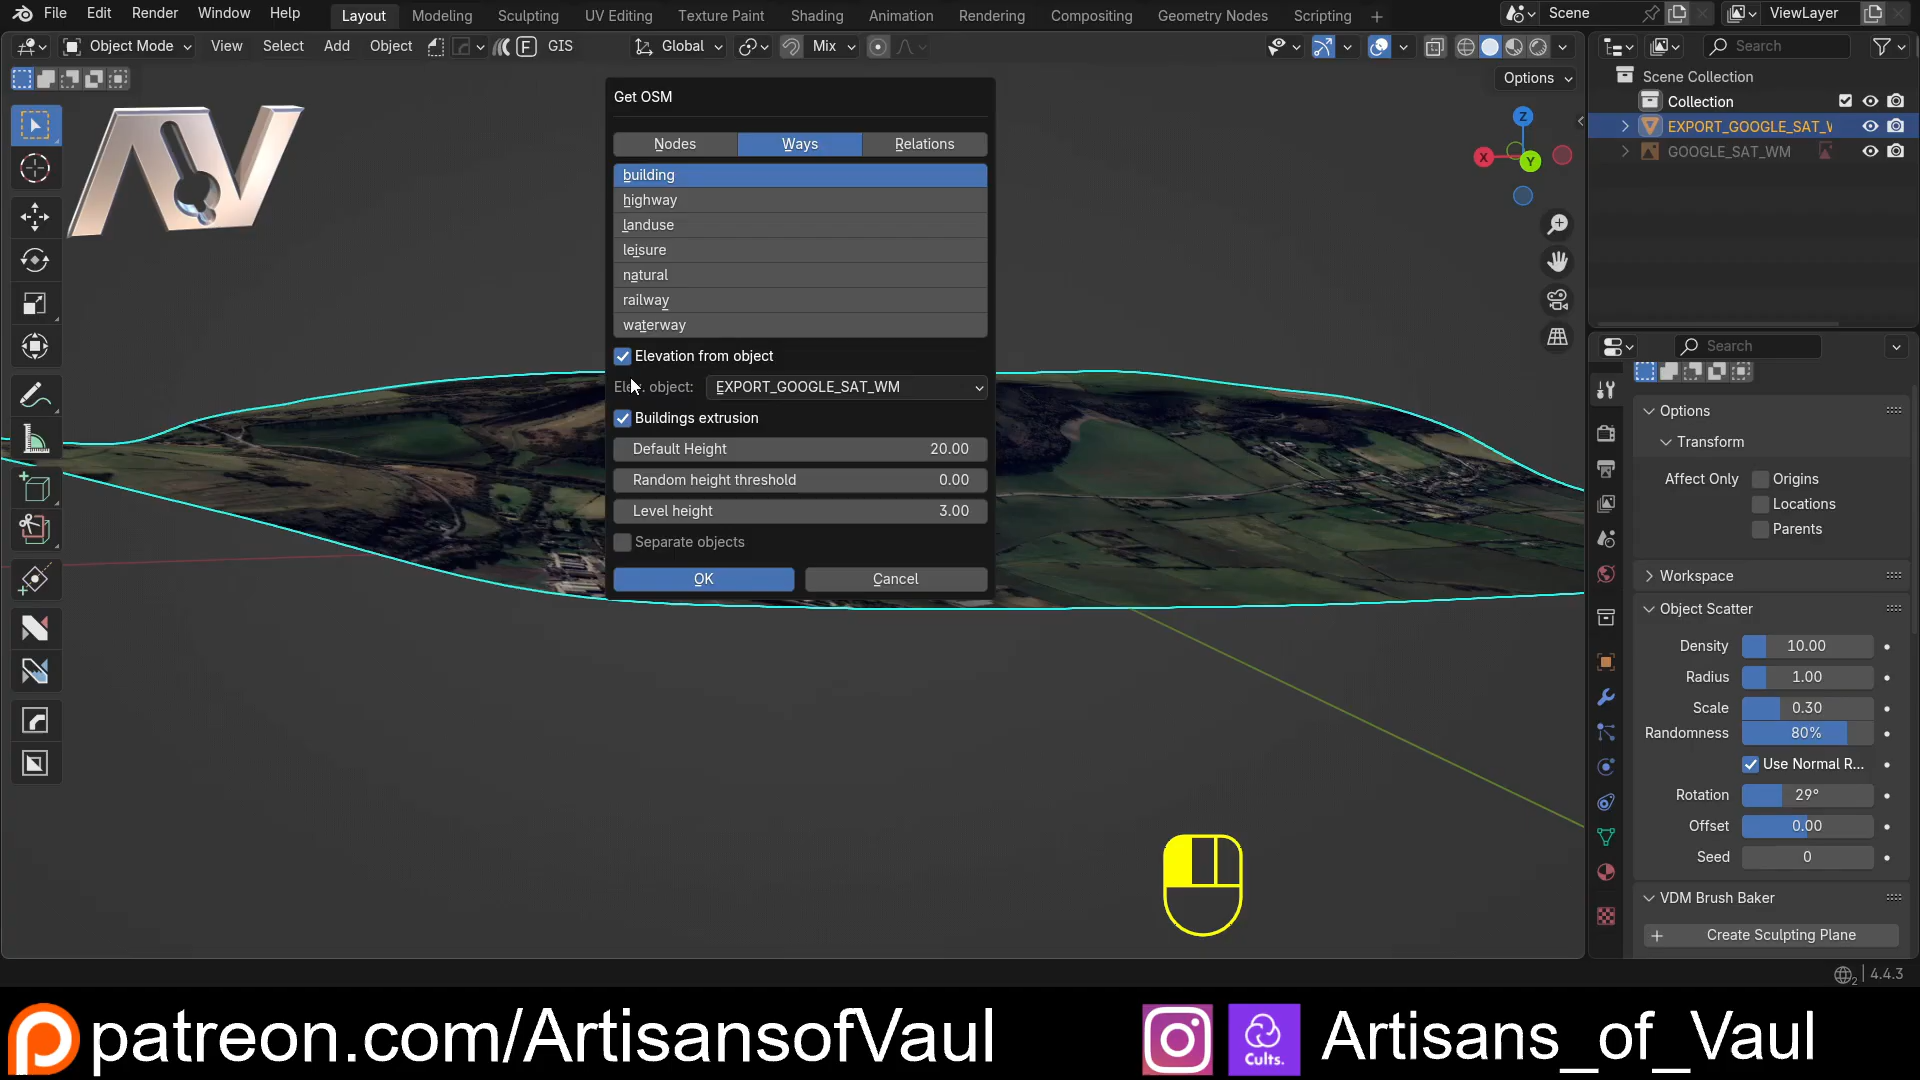 File Edit Render Window Help Layout Modeling Sculpting UV Editing Texture Paint Shading Animation Rendering Compositing Geometry Nodes Scripting + Scene ViewLayer
Object Mode View Select Add Object F GIS Global Mix Search
Options
Scene Collection
Collection
EXPORT_GOOGLE_SAT_V
GOOGLE_SAT_WM
Z
X
Y
Get OSM
Nodes Ways Relations
building
highway
landuse
leisure
natural
railway
waterway
Elevation from object
object: EXPORT_GOOGLE_SAT_WM
Buildings extrusion
Default Height 20.00
Random height threshold 0.00
Level height 3.00
Separate objects
OK Cancel
Search
Options
Transform
Affect Only Origins
Locations
Parents
Workspace
Object Scatter
Density 10.00
Radius 1.00
Scale 0.30
Randomness 80%
Use Normal R...
Rotation 29°
Offset 0.00
Seed 0
VDM Brush Baker
+ Create Sculpting Plane
2 4.4.3
patreon.com/ArtisansofVaul
Cults.
Artisans_of_Vaul